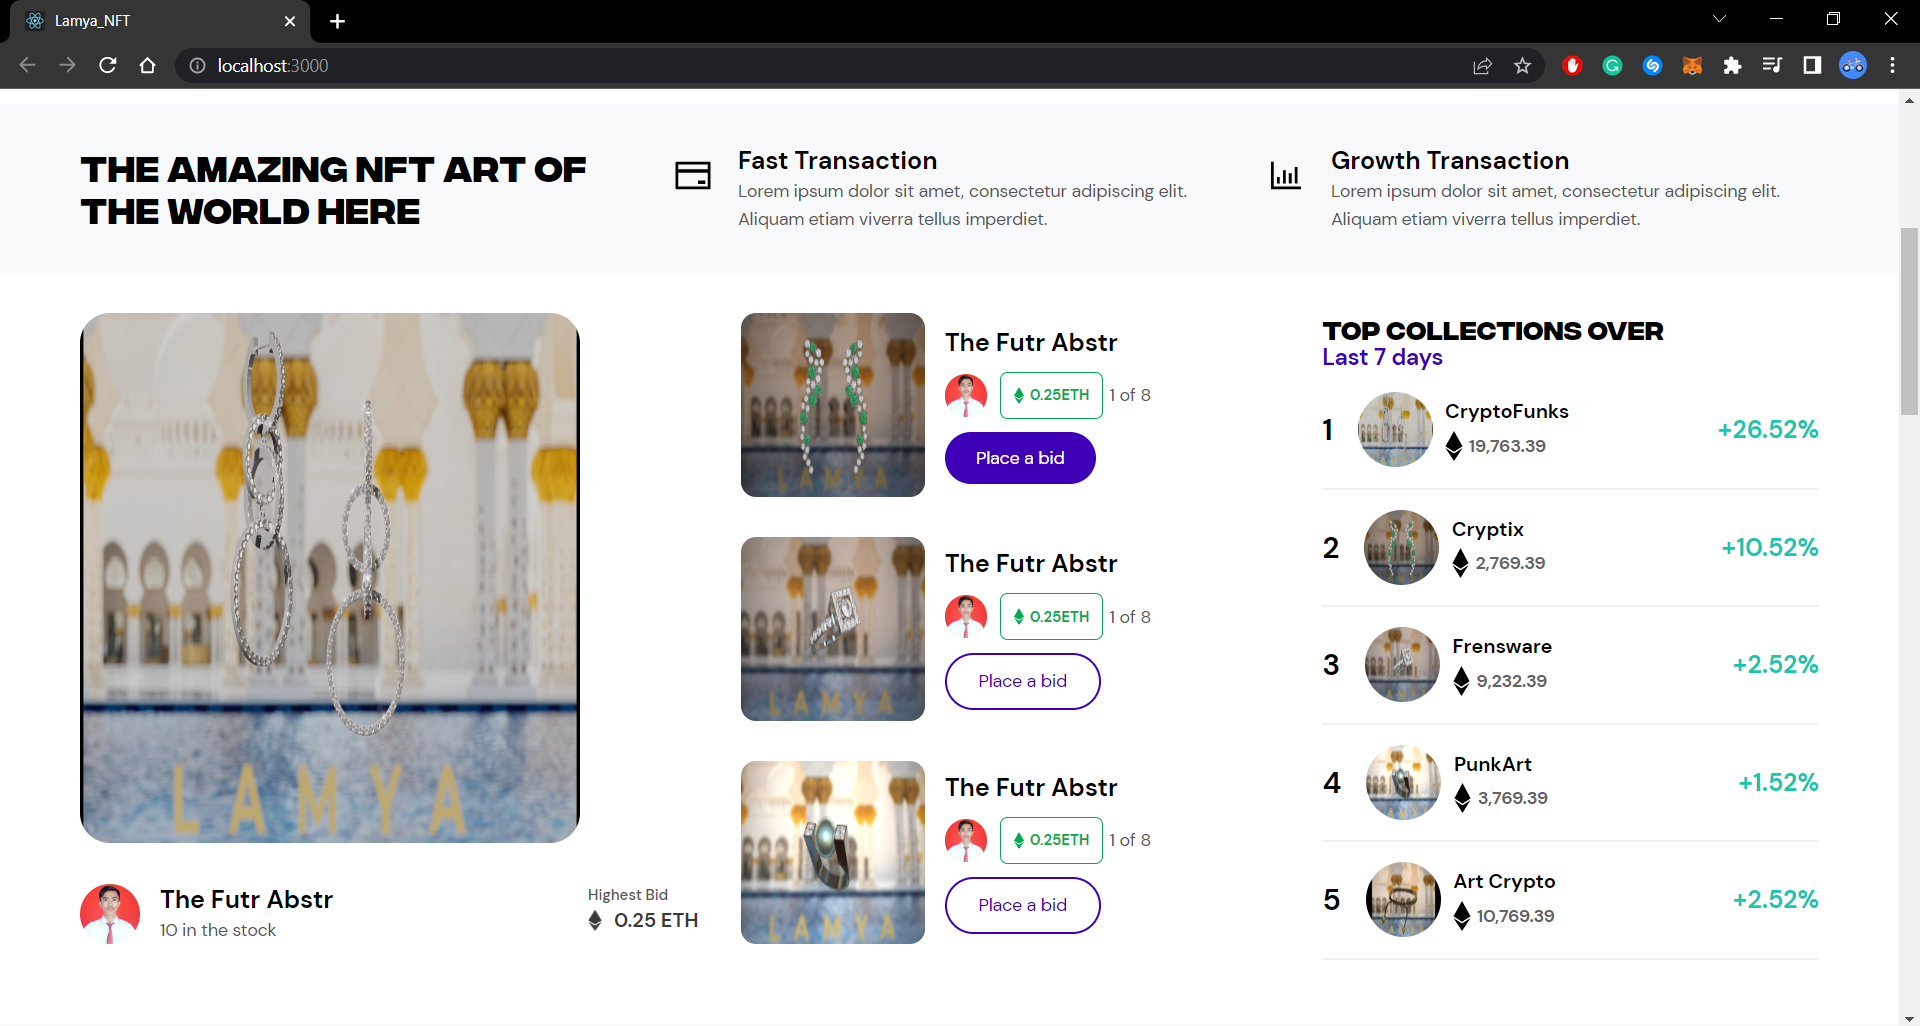 Lamya_NFT
localhost:3000
THE AMAZING NFT ART OF
THE WORLD HERE
Fast Transaction
Lorem ipsum dolor sit amet, consectetur adipiscing elit.
Aliquam etiam viverra tellus imperdiet.
Growth Transaction
Lorem ipsum dolor sit amet, consectetur adipiscing elit.
Aliquam etiam viverra tellus imperdiet.
LAMYA
The Futr Abstr
10 in the stock
Highest Bid
0.25 ETH
LAMYA
The Futr Abstr
0.25ETH
1 of 8
Place a bid
LAMYA
The Futr Abstr
0.25ETH
1 of 8
Place a bid
LAMYA
The Futr Abstr
0.25ETH
1 of 8
Place a bid
TOP COLLECTIONS OVER
Last 7 days
1
CryptoFunks
19,763.39
+26.52%
2
Cryptix
2,769.39
+10.52%
3
Frensware
9,232.39
+2.52%
4
PunkArt
3,769.39
+1.52%
5
Art Crypto
10,769.39
+2.52%